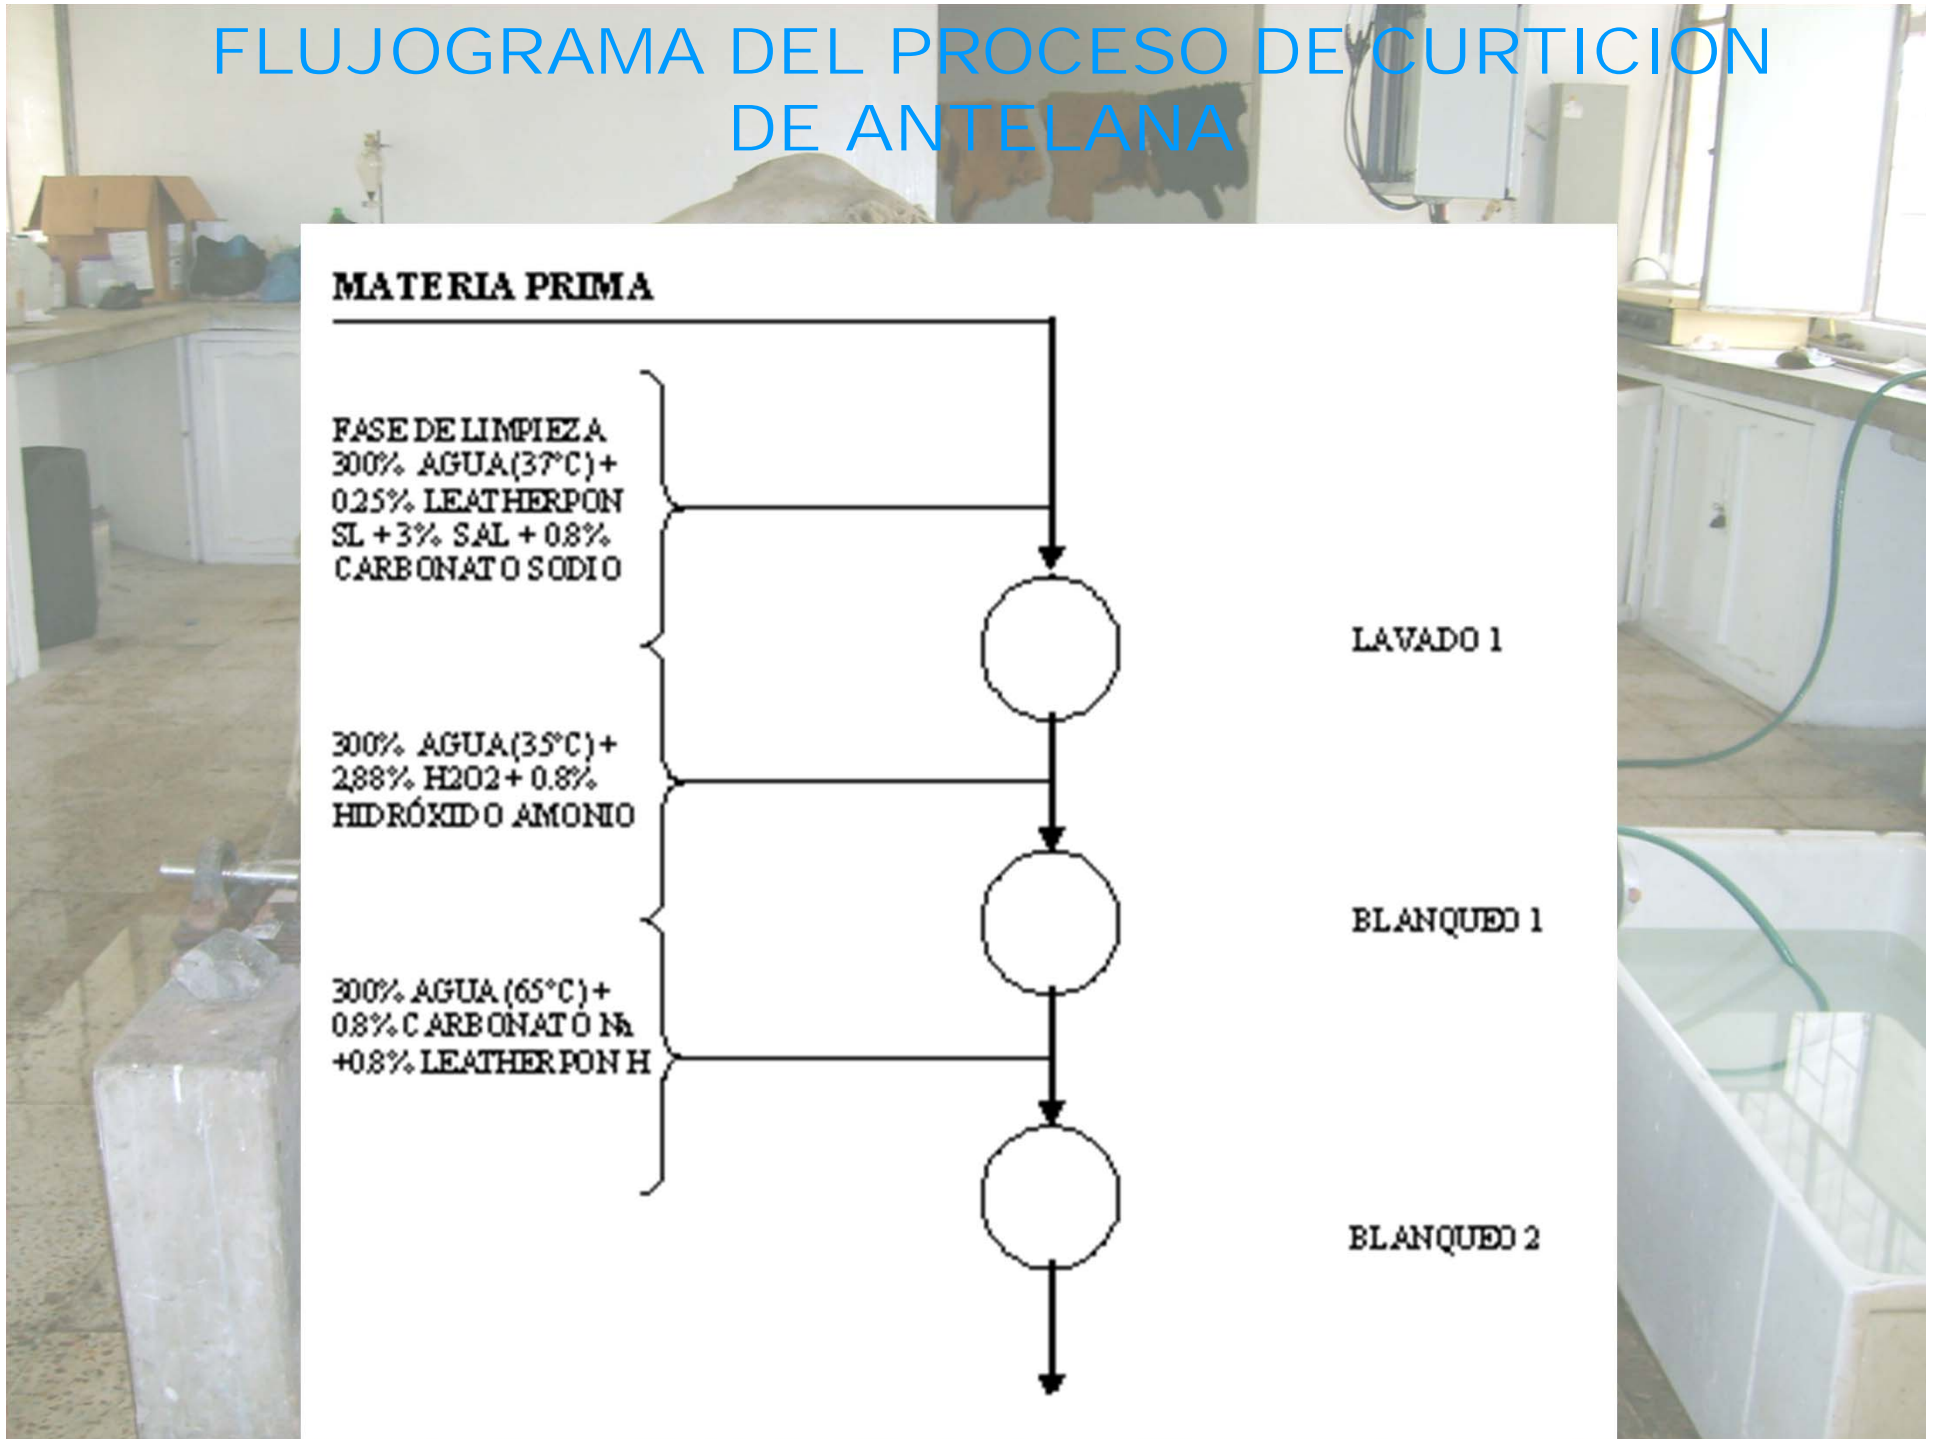 FLUJOGRAMA DEL PROCESO DE CURTICION
DE ANTELANA
MATERIA PRIMA
FASE DE LIMPIEZA
300% AGUA (37°C) +
0.25% LEATHERPON
SL + 3% SAL + 0.8%
CARBONATO SODIO
LAVADO 1
300% AGUA (35°C) +
2,88% H2O2 + 0.8%
HIDRÓXIDO AMONIO
BLANQUEO 1
300% AGUA (65°C) +
0.8% CARBONATO Na
+0.8% LEATHERPON H
BLANQUEO 2